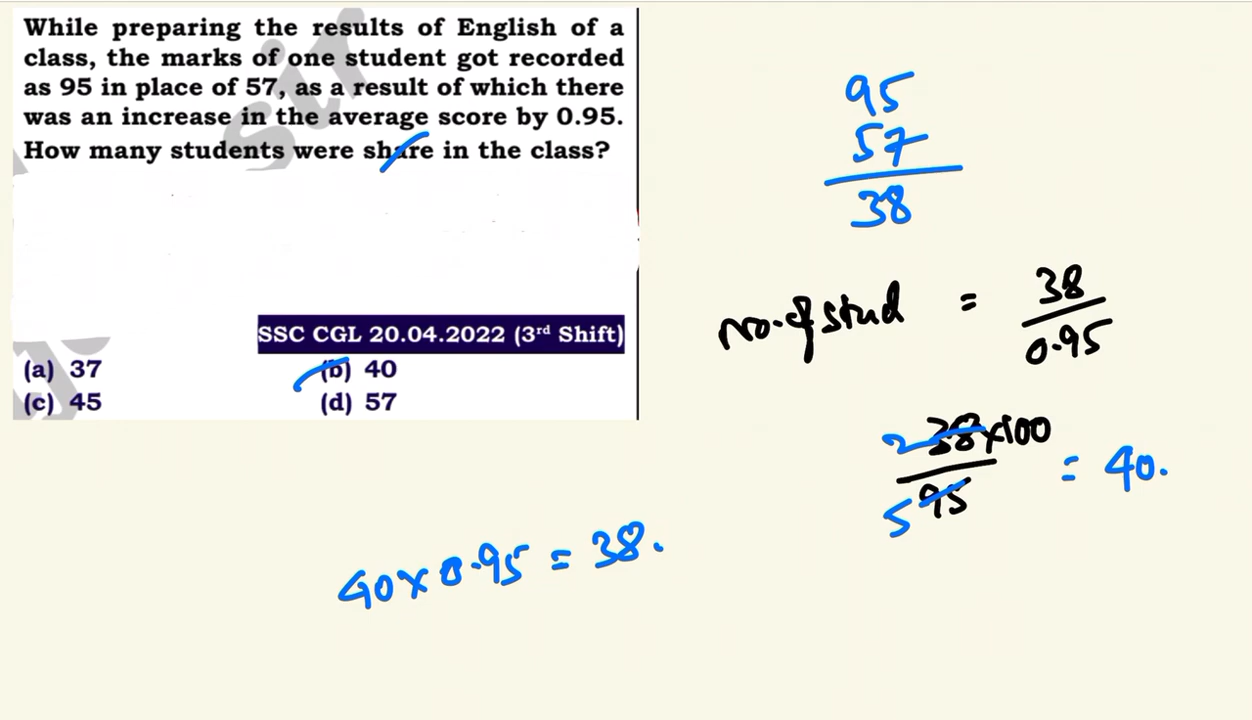 While preparing the results of English of a
class, the marks of one student got recorded
as 95 in place of 57, as a result of which there
was an increase in the average score by 0.95.
How many students were share in the class?
SSC CGL 20.04.2022 (3rd Shift)
(a) 37 (b) 40
(c) 45 (d) 57
95
57
38
no. of stud = 38
0.95
2 38×100
5 95 = 40.
40×0.95 = 38.
sir